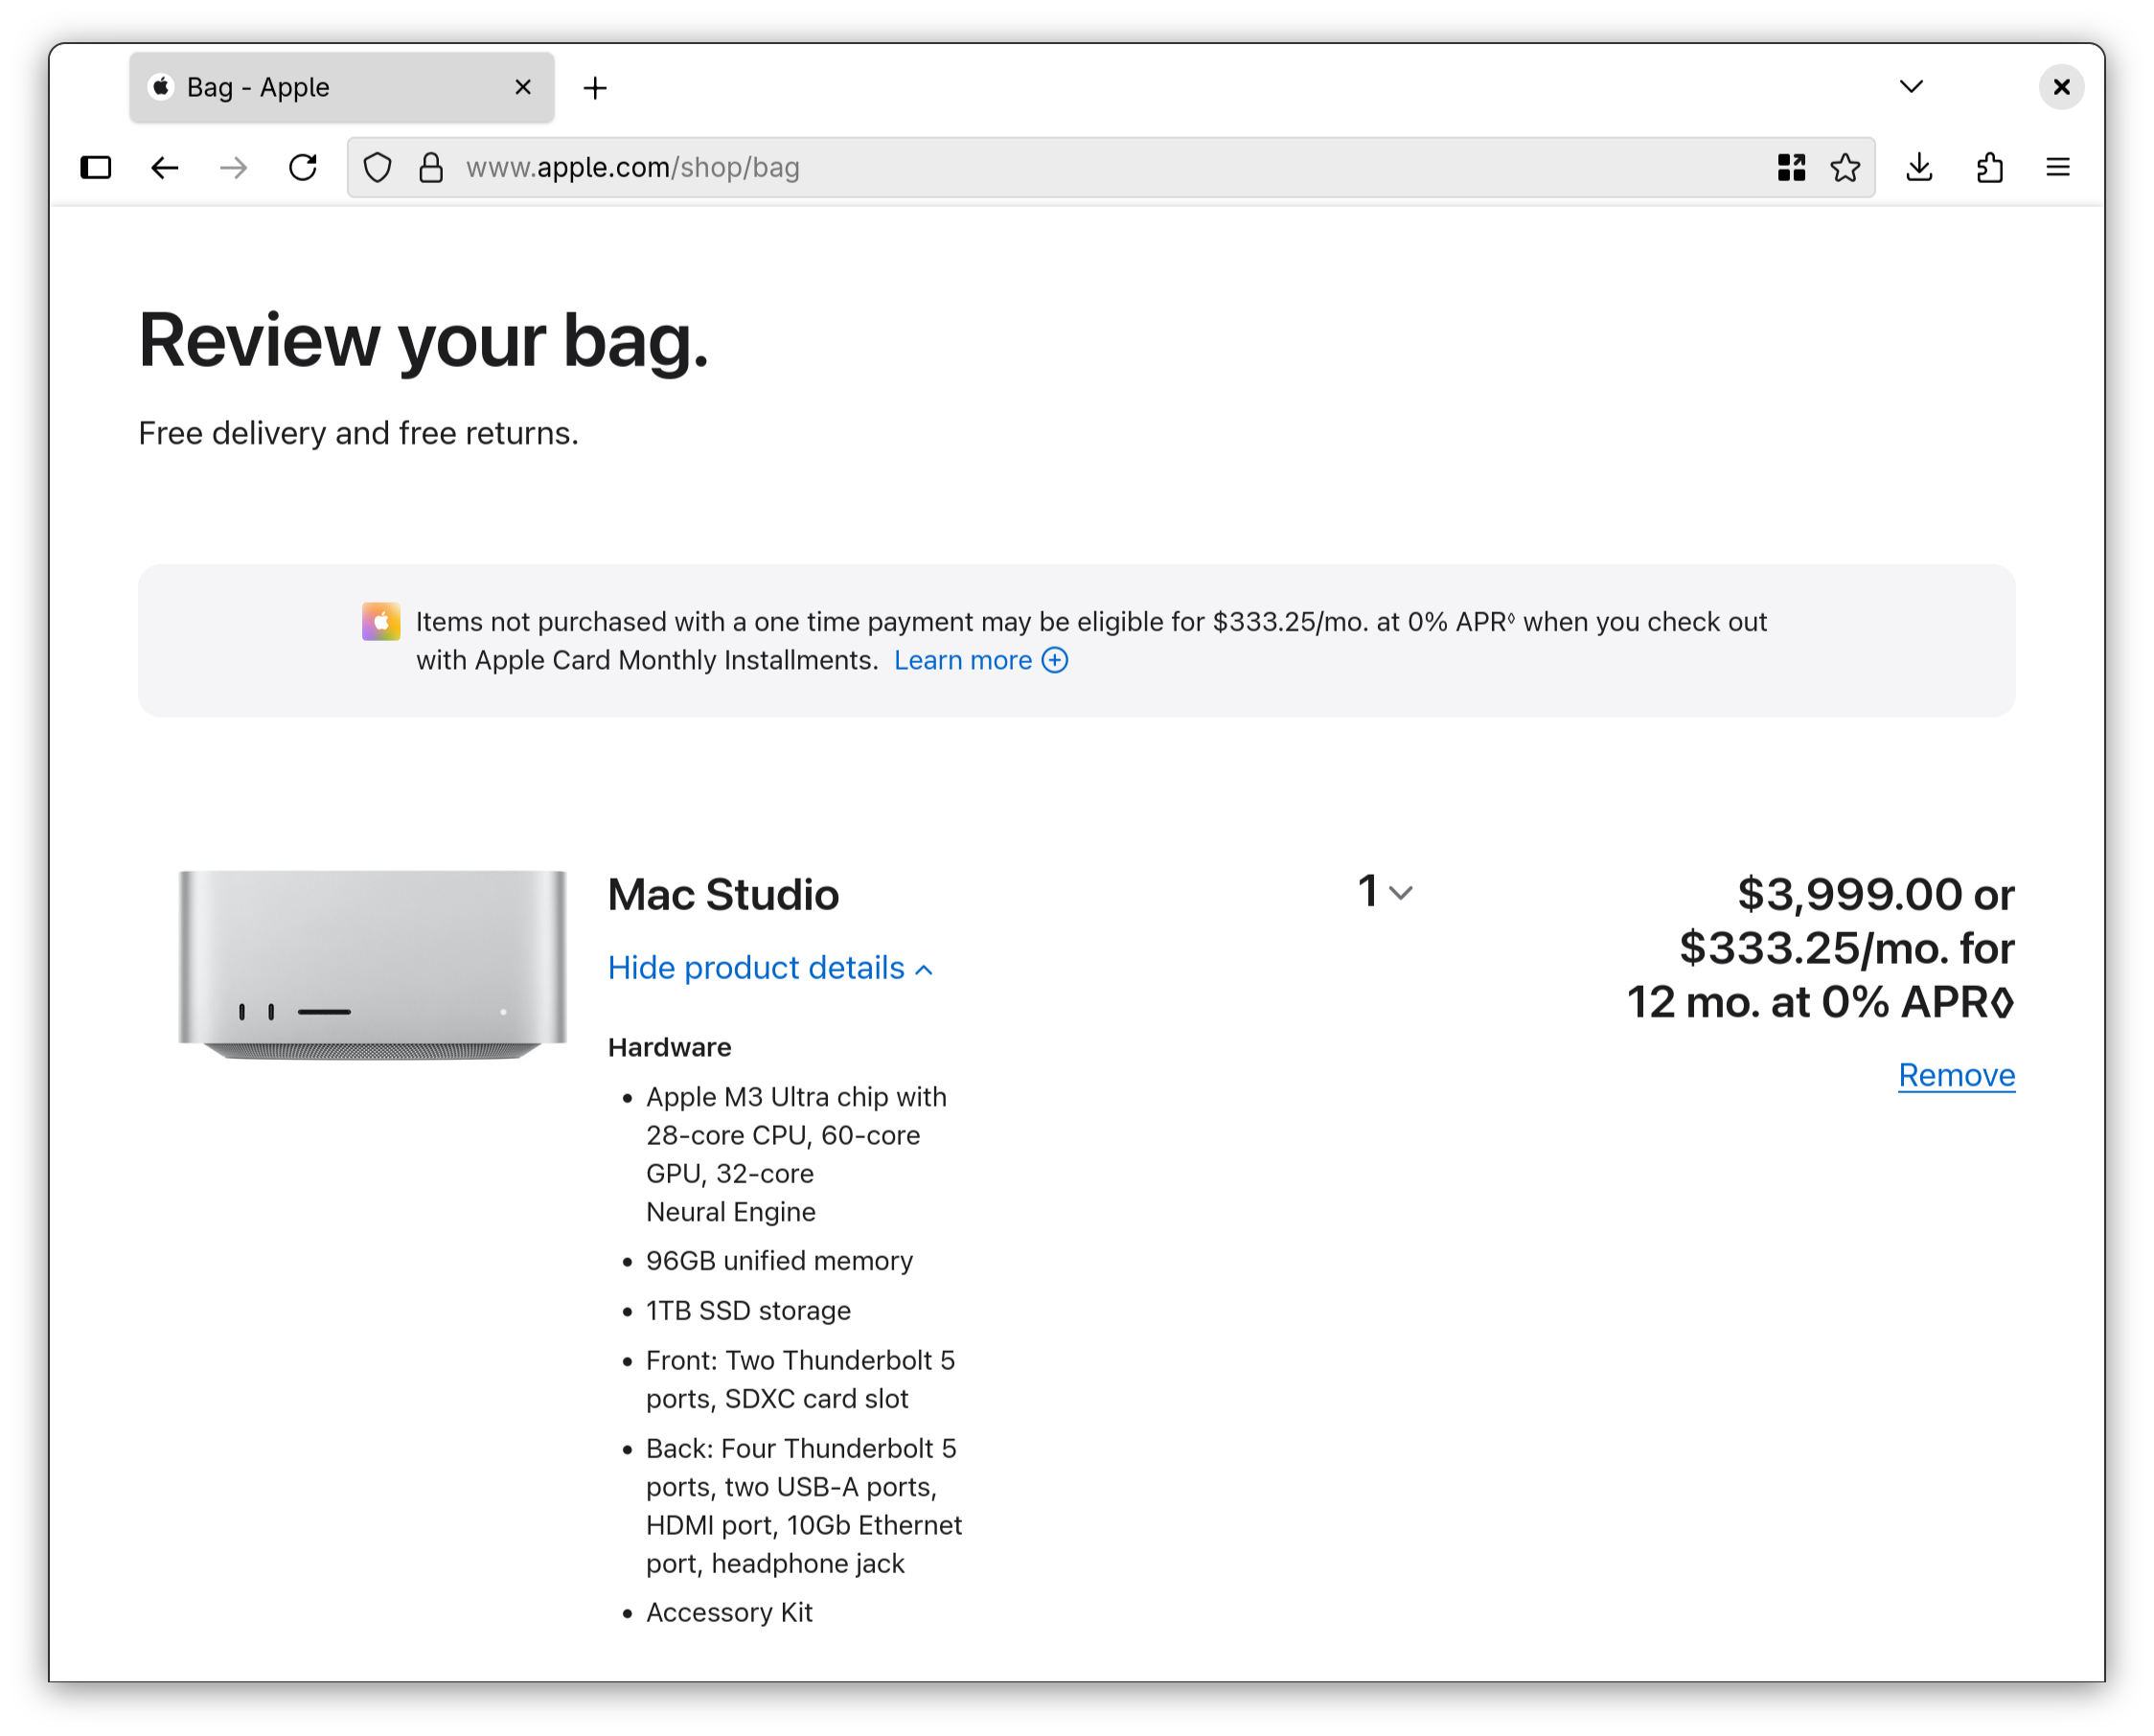 Bag - Apple
www.apple.com/shop/bag
Review your bag.
Free delivery and free returns.
Items not purchased with a one time payment may be eligible for $333.25/mo. at 0% APR◊ when you check out
with Apple Card Monthly Installments. Learn more
Mac Studio
1
$3,999.00 or
$333.25/mo. for
12 mo. at 0% APR◊
Remove
Hide product details
Hardware
• Apple M3 Ultra chip with
28-core CPU, 60-core
GPU, 32-core
Neural Engine
• 96GB unified memory
• 1TB SSD storage
• Front: Two Thunderbolt 5
ports, SDXC card slot
• Back: Four Thunderbolt 5
ports, two USB-A ports,
HDMI port, 10Gb Ethernet
port, headphone jack
• Accessory Kit